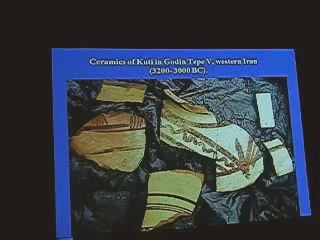 Ceramics of Kuti in Godin Tepe V, western Iran
(3200- 3000 BC).